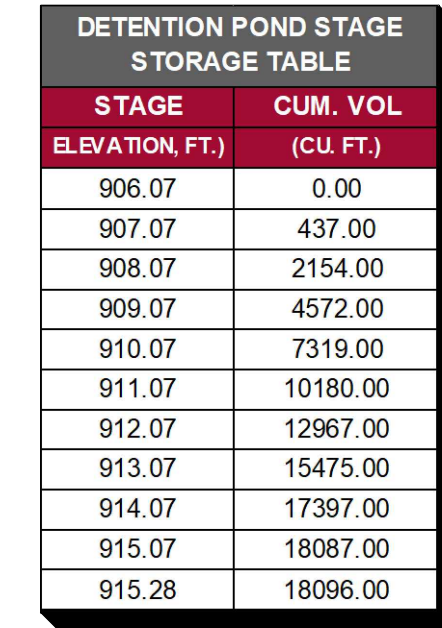 DETENTION POND STAGE
STORAGE TABLE
STAGE CUM. VOL
ELEVATION, FT.) (CU. FT.)
906.07 0.00
907.07 437.00
908.07 2154.00
909.07 4572.00
910.07 7319.00
911.07 10180.00
912.07 12967.00
913.07 15475.00
914.07 17397.00
915.07 18087.00
915.28 18096.00